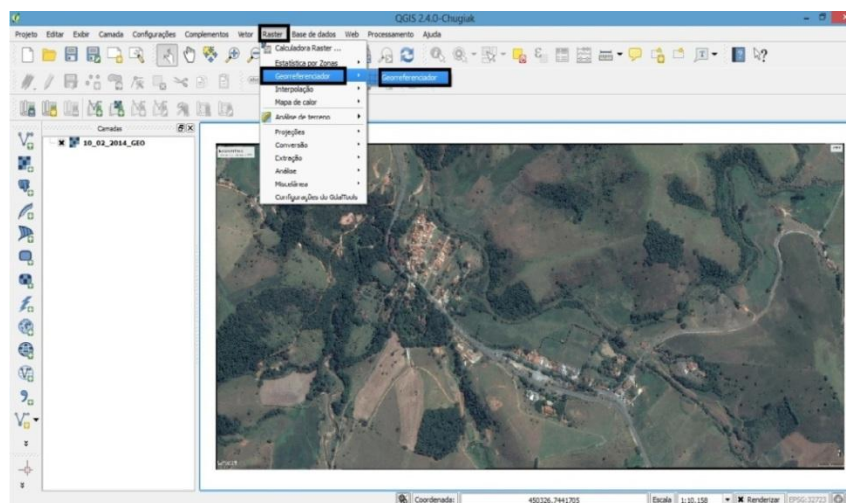 QGIS 2.4.0-Chugiak
Projeto Editar Exibir Camada Configurações Complementos Vetor Raster Base de dados Web Processamento Ajuda
Calculadora Raster ...
Estatística por Zonas
Georreferenciador
Georreferenciador
Interpolação
Mapa de calor
Análise de terreno
Projeções
Conversão
Extração
Análise
Miscelânea
Configurações do GdalTools
Camadas
10_02_2014_GEO
Coordenada: 450326,7441705 Escala 1:10.158 Renderizar EPSG:32723